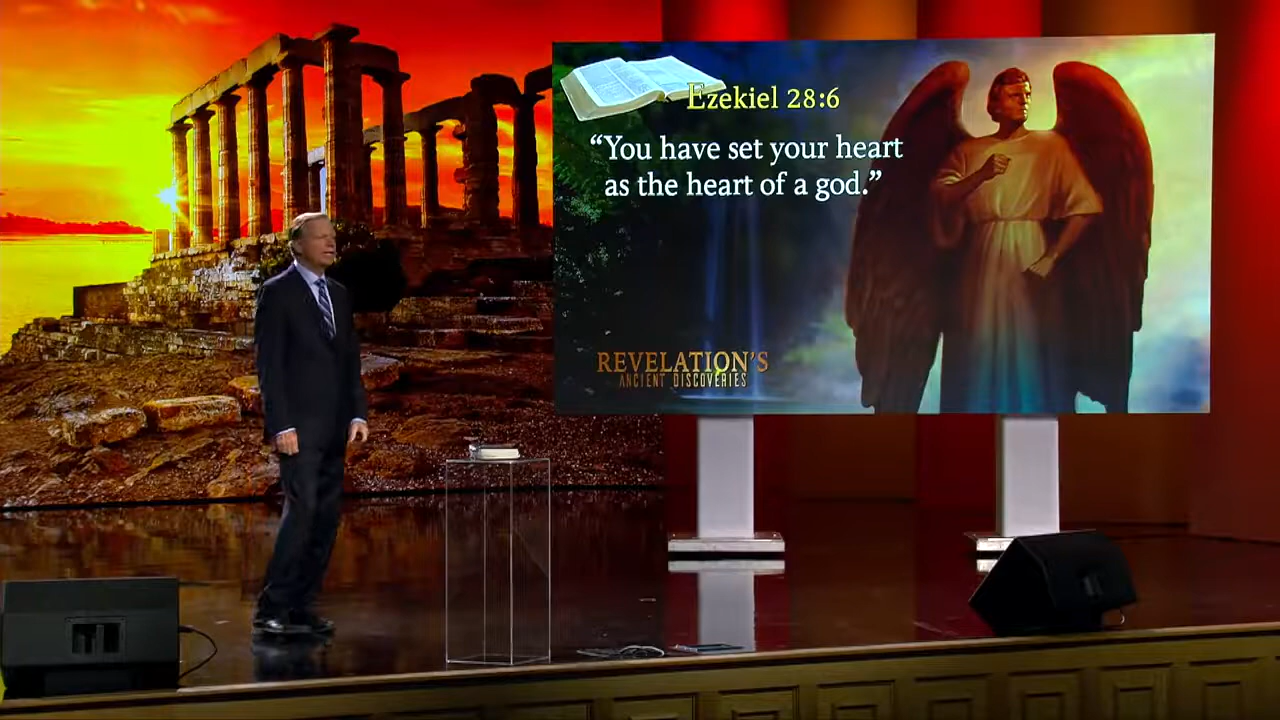 Ezekiel 28:6
“You have set your heart
as the heart of a god.”
REVELATION'S
ANCIENT DISCOVERIES